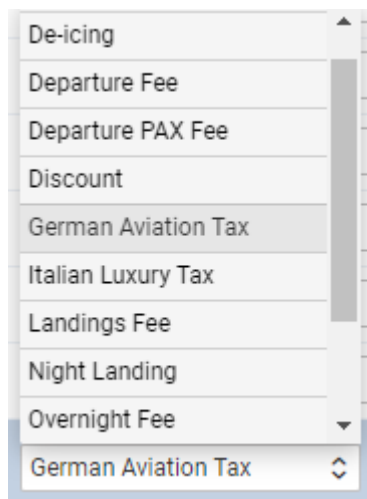 De-icing
Departure Fee
Departure PAX Fee
Discount
German Aviation Tax
Italian Luxury Tax
Landings Fee
Night Landing
Overnight Fee
German Aviation Tax